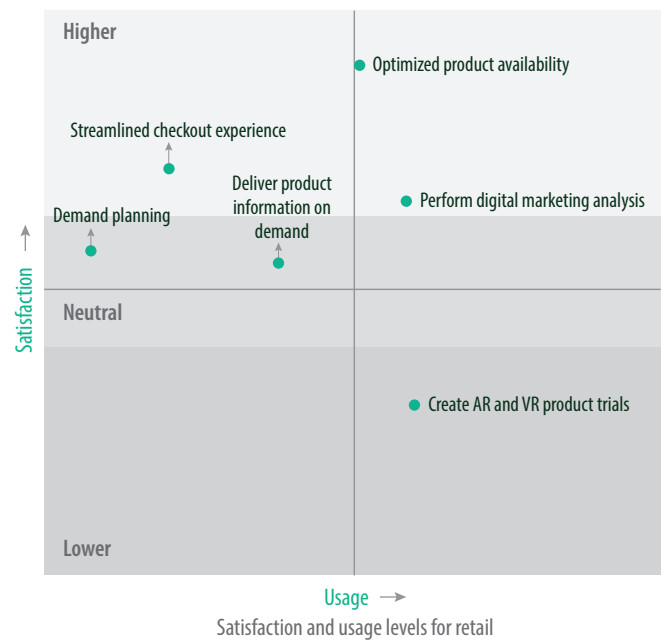 Higher
Optimized product availability
Streamlined checkout experience
Deliver product
information on
demand
Perform digital marketing analysis
Demand planning
Satisfaction
Neutral
Create AR and VR product trials
Lower
Usage
Satisfaction and usage levels for retail